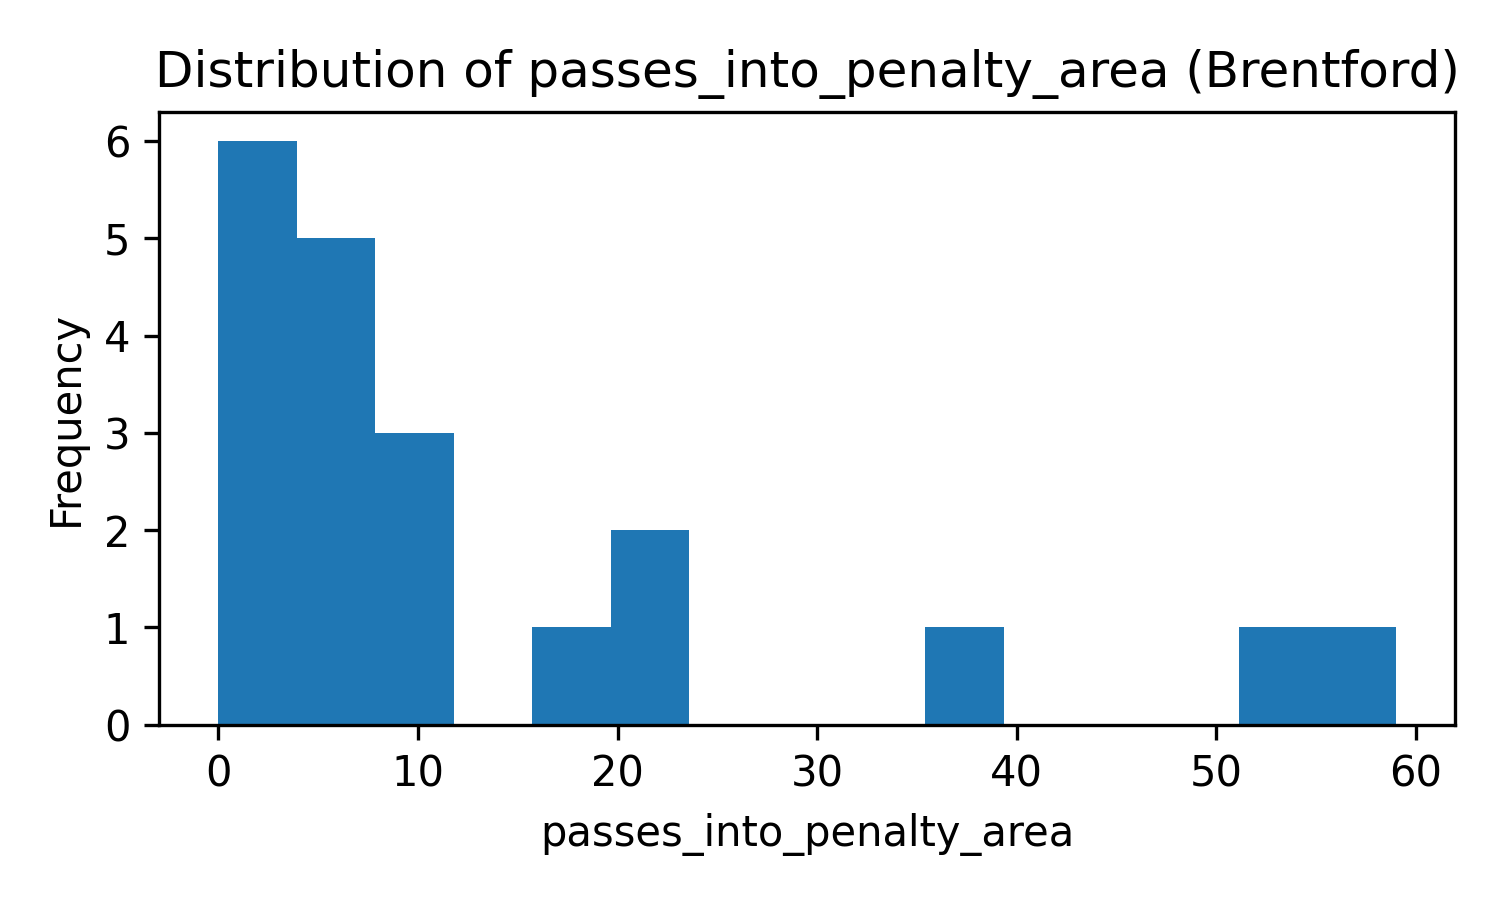 Distribution of passes_into_penalty_area (Brentford)
6
5
4
3
2
1
0
Frequency
0 10 20 30 40 50 60
passes_into_penalty_area